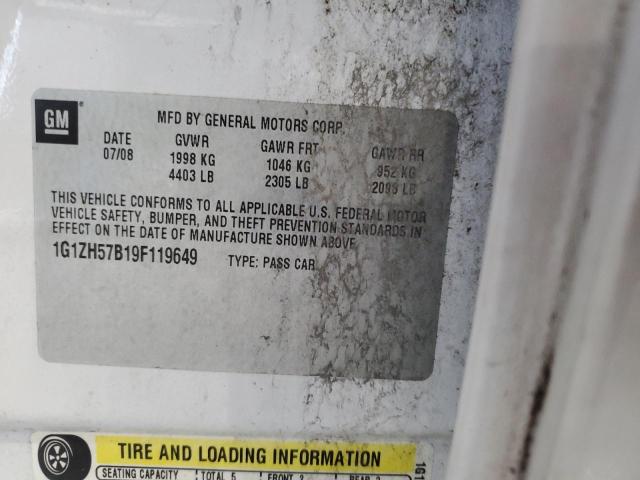 GM
MFD BY GENERAL MOTORS CORP.
DATE GVWR GAWR FRT GAWR RR
07/08 1998 KG 1046 KG 952 KG
4403 LB 2305 LB 2098 LB
THIS VEHICLE CONFORMS TO ALL APPLICABLE U.S. FEDERAL MOTOR
VEHICLE SAFETY, BUMPER, AND THEFT PREVENTION STANDARDS IN
EFFECT ON THE DATE OF MANUFACTURE SHOWN ABOVE.
1G1ZH57B19F119649 TYPE: PASS CAR
TIRE AND LOADING INFORMATION
SEATING CAPACITY TOTAL 5 FRONT 2 REAR 3
1G1